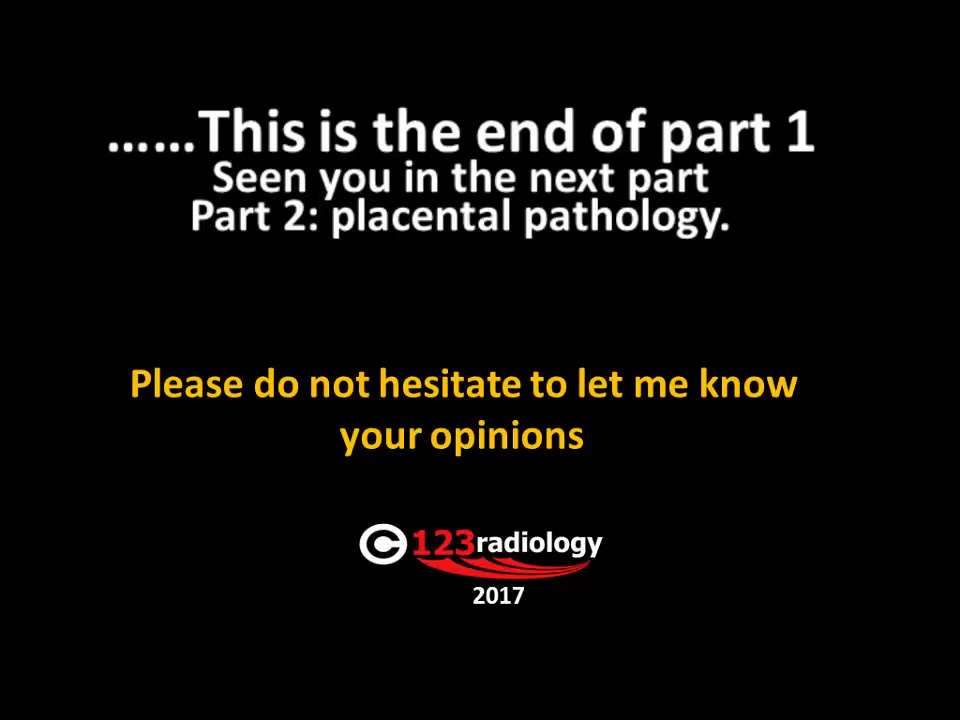 ......This is the end of part 1
Seen you in the next part
Part 2: placental pathology.
Please do not hesitate to let me know
your opinions
© 123radiology
2017